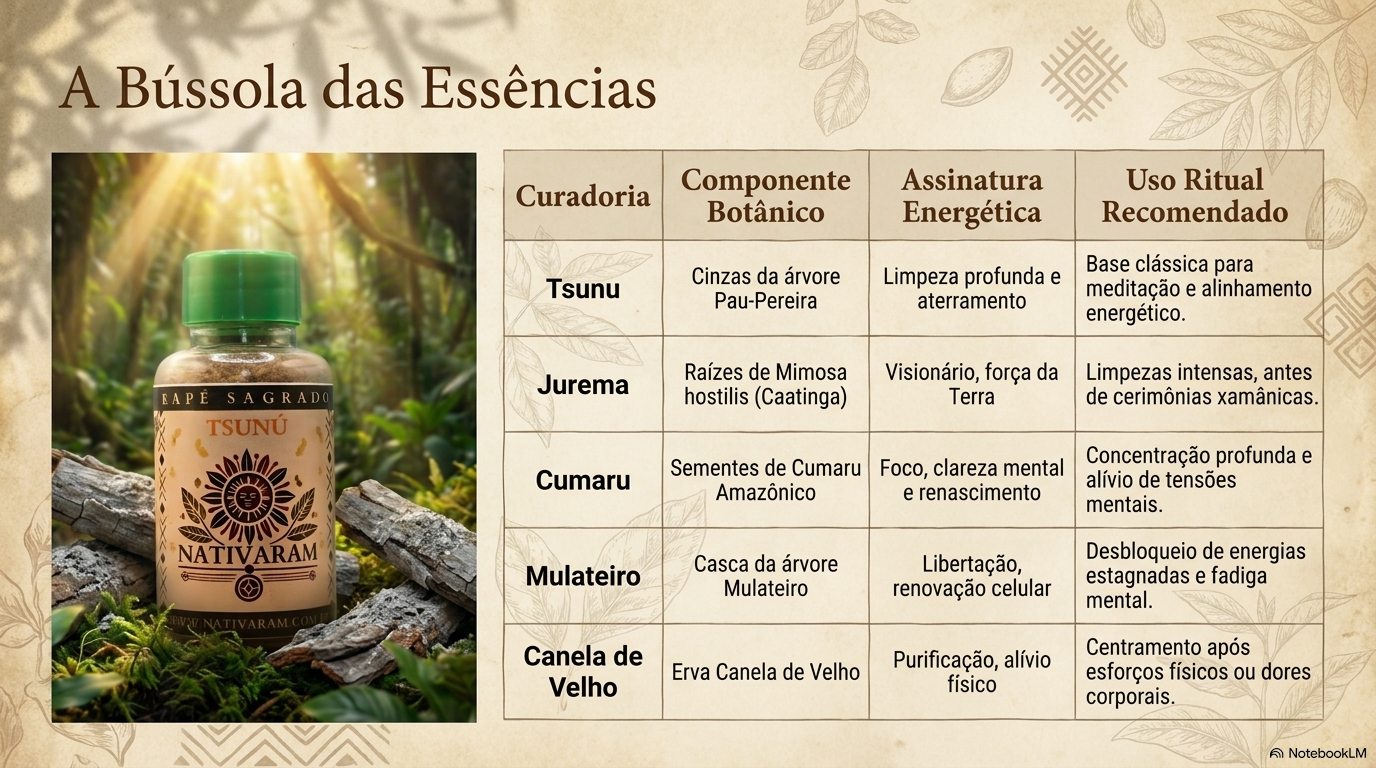 A Bússola das Essências
RAPÉ SAGRADO
TSUNÚ
NATIVARAM
NATIVARAM.COM
Curadoria
Componente
Botânico
Assinatura
Energética
Uso Ritual
Recomendado
Tsunu
Cinzas da árvore
Pau-Pereira
Limpeza profunda e
aterramento
Base clássica para
meditação e alinhamento
energético.
Jurema
Raízes de Mimosa
hostilis (Caatinga)
Visionário, força da
Terra
Limpezas intensas, antes
de cerimônias xamânicas.
Cumaru
Sementes de Cumaru
Amazônico
Foco, clareza mental
e renascimento
Concentração profunda e
alívio de tensões
mentais.
Mulateiro
Casca da árvore
Mulateiro
Libertação,
renovação celular
Desbloqueio de energias
estagnadas e fadiga
mental.
Canela de
Velho
Erva Canela de Velho
Purificação, alívio
físico
Centramento após
esforços físicos ou dores
corporais.
NotebookLM